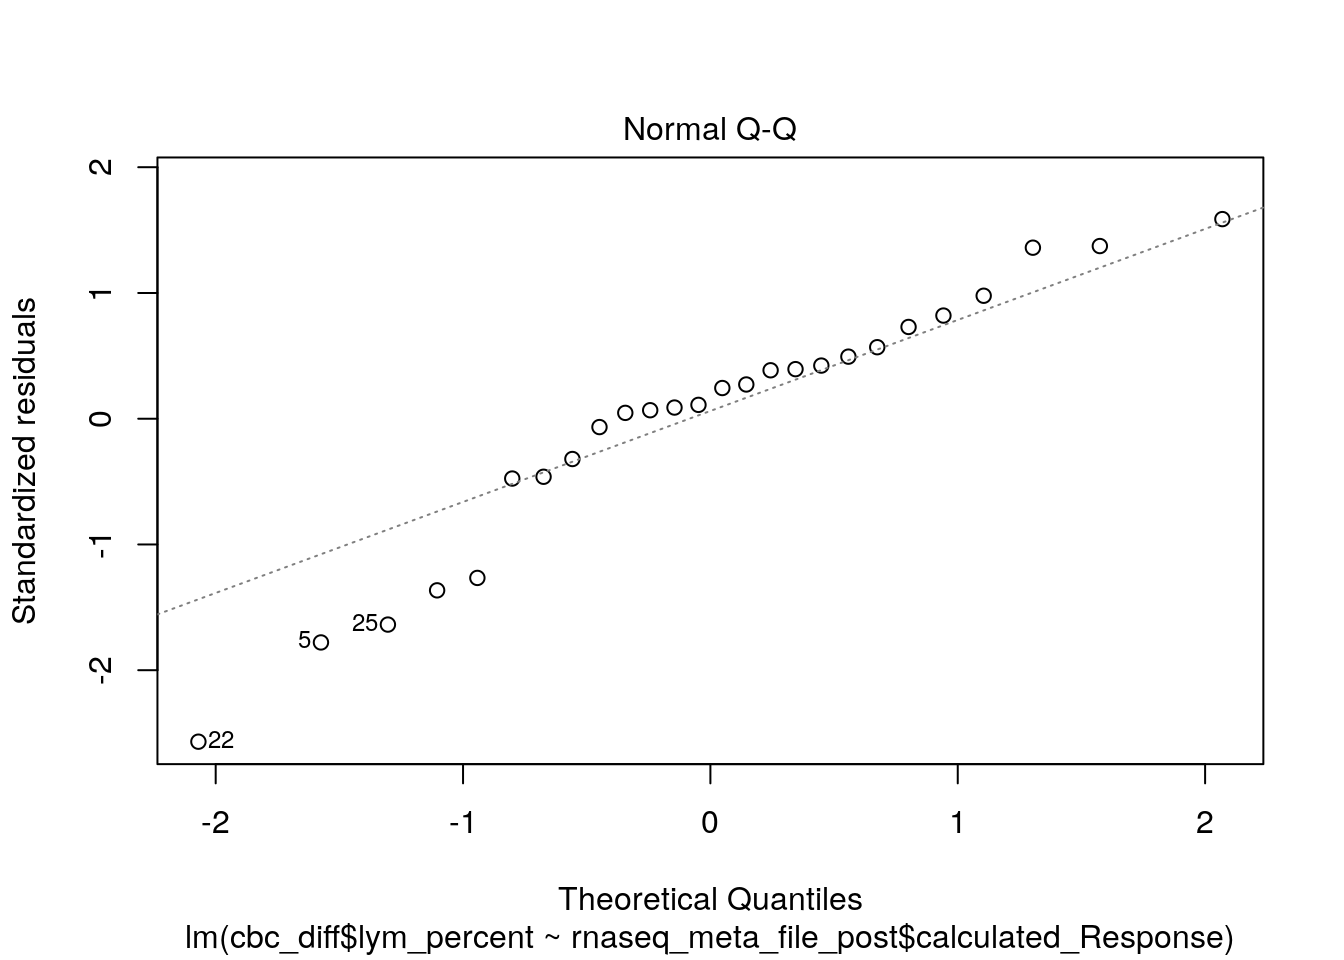 Normal Q-Q
2
1
0
-1
-2
Standardized residuals
5
25
22
-2 -1 0 1 2
Theoretical Quantiles
lm(cbc_diff$lym_percent ~ rnaseq_meta_file_post$calculated_Response)